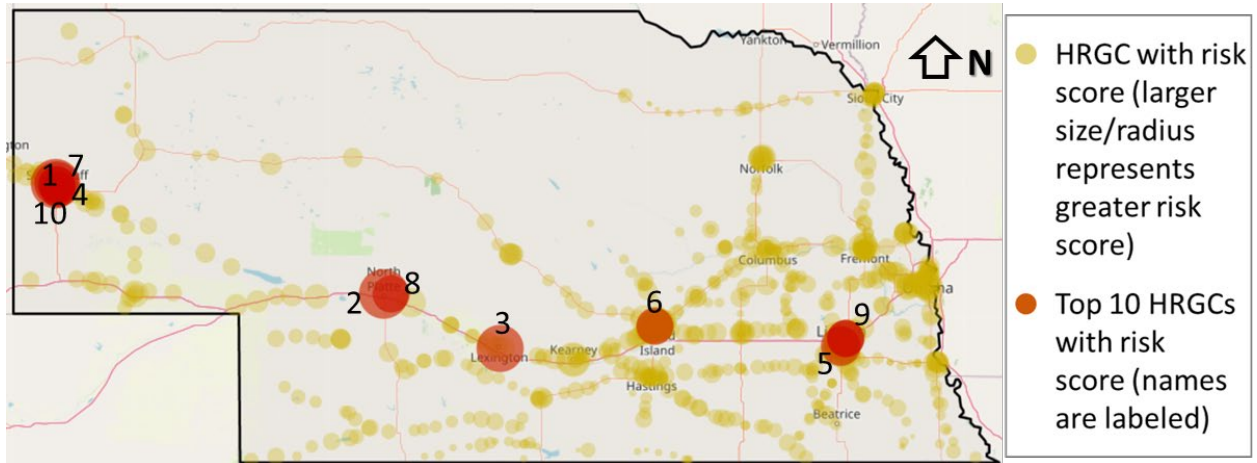 Yankton
Vermillion
N
Sioux City
gton
1
7
4
10
Norfolk
Columbus
Fremont
North
2
8
3
Lexington
Kearney
6
Island
Hastings
9
5
Beatrice
HRGC with risk
score (larger
size/radius
represents
greater risk
score)
Top 10 HRGCs
with risk
score (names
are labeled)